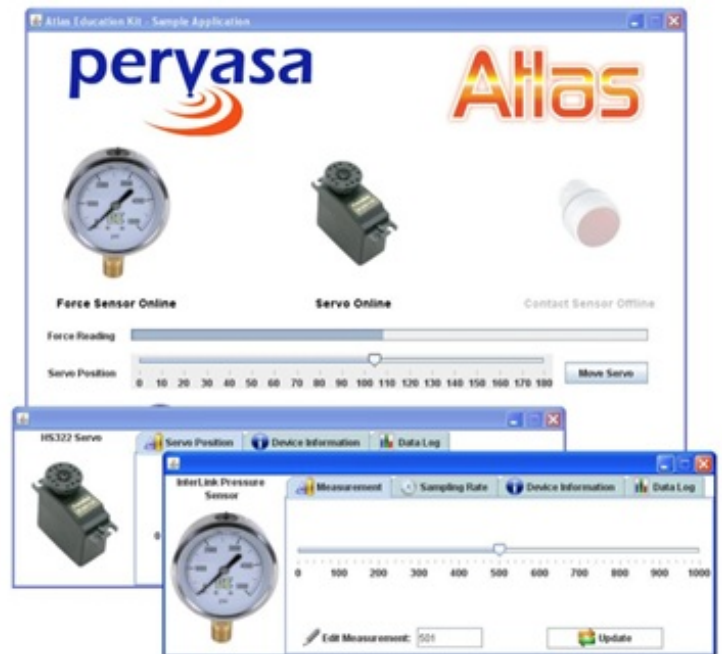 Atlas Education Kit - Sample Application
pervasa Atlas
Force Sensor Online Servo Online Contact Sensor Offline
Force Reading
Servo Position
0 10 20 30 40 50 60 70 80 90 100 110 120 130 140 150 160 170 180
Move Servo
HS322 Servo
Servo Position Device Information Data Log
0
InterLink Pressure
Sensor
Measurement Sampling Rate Device Information Data Log
0 100 200 300 400 500 600 700 800 900 1000
Edit Measurement: 501 Update